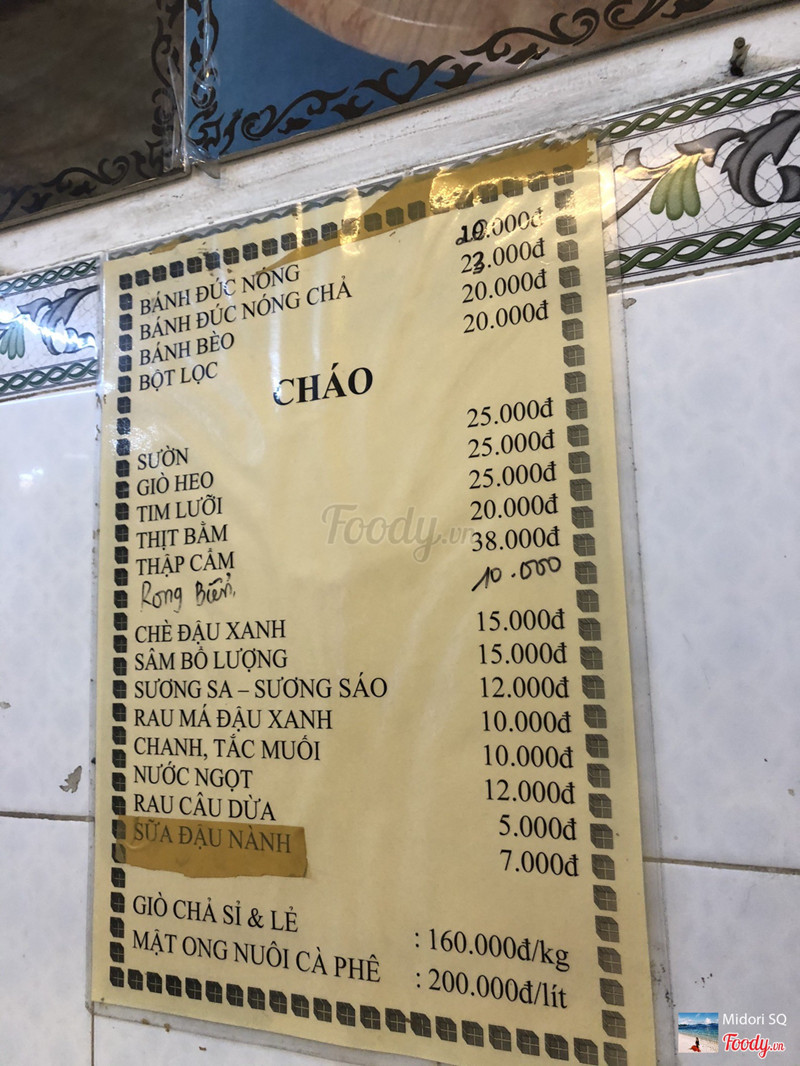 BÁNH ĐÚC NÓNG 20.000đ
BÁNH ĐÚC NÓNG CHẢ 23.000đ
BÁNH BÈO 20.000đ
BỘT LỌC 20.000đ
CHÁO
SƯỜN 25.000đ
GIÒ HEO 25.000đ
TIM LƯỠI 25.000đ
THỊT BẰM 20.000đ
THẬP CẨM 38.000đ
Rong Biển 10.000
CHÈ ĐẬU XANH 15.000đ
SÂM BỔ LƯỢNG 15.000đ
SƯƠNG SA – SƯƠNG SÁO 12.000đ
RAU MÁ ĐẬU XANH 10.000đ
CHANH, TẮC MUỐI 10.000đ
NƯỚC NGỌT 12.000đ
RAU CÂU DỪA 5.000đ
SỮA ĐẬU NÀNH 7.000đ
GIÒ CHẢ SỈ & LẺ : 160.000đ/kg
MẬT ONG NUÔI CÀ PHÊ : 200.000đ/lít
Foody.vn
Midori SQ
Foody.vn